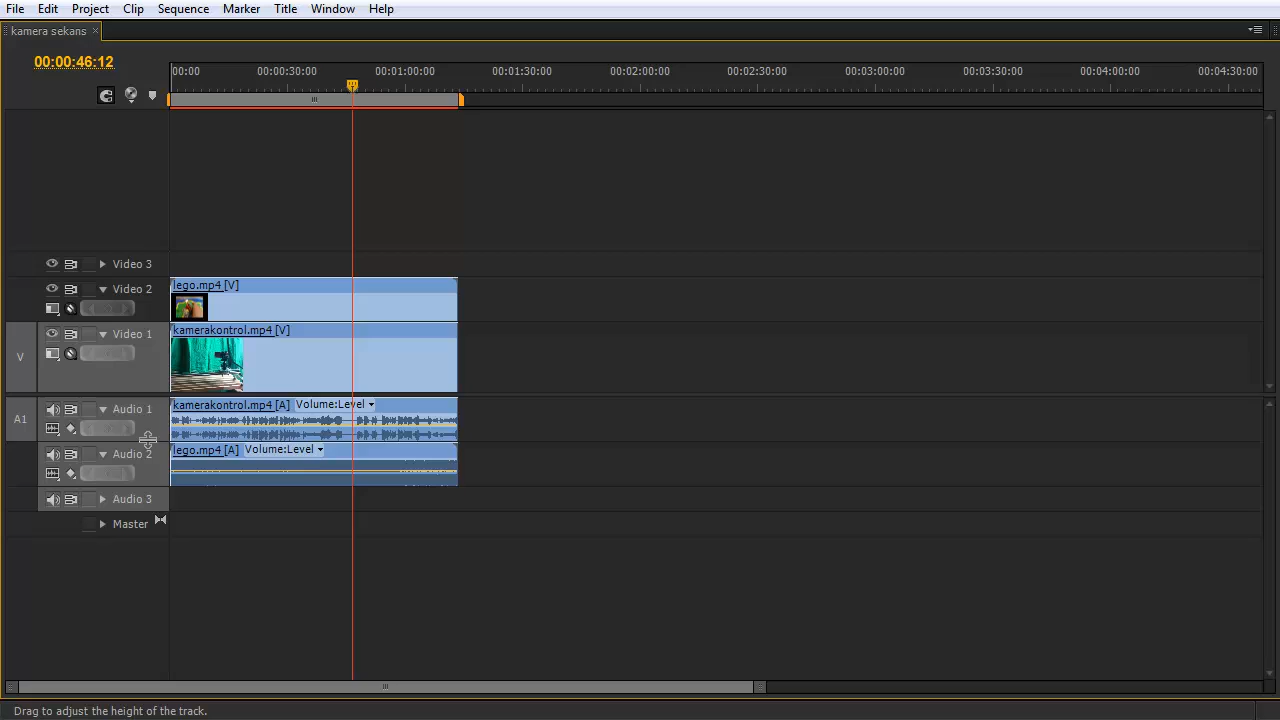 File Edit Project Clip Sequence Marker Title Window Help
kamera sekans
00:00:46:12
00:00 00:00:30:00 00:01:00:00 00:01:30:00 00:02:00:00 00:02:30:00 00:03:00:00 00:03:30:00 00:04:00:00 00:04:30:00
Video 3
Video 2
lego.mp4 [V]
V
Video 1
kamerakontrol.mp4 [V]
A1
Audio 1
kamerakontrol.mp4 [A] Volume:Level
Audio 2
lego.mp4 [A] Volume:Level
Audio 3
Master
Drag to adjust the height of the track.